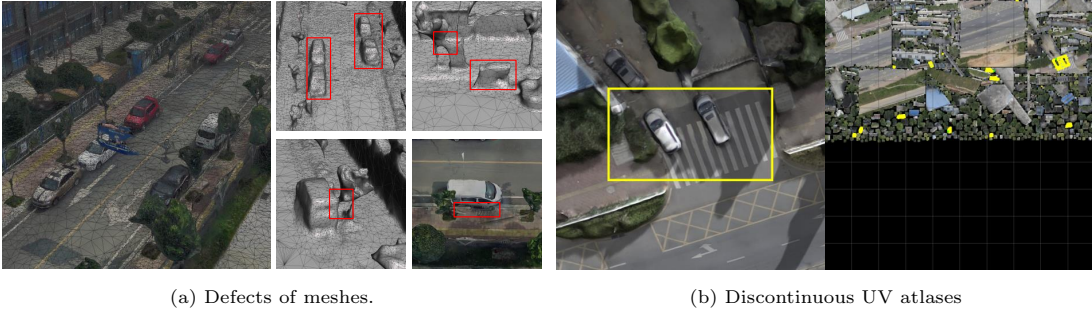 (a) Defects of meshes.
(b) Discontinuous UV atlases